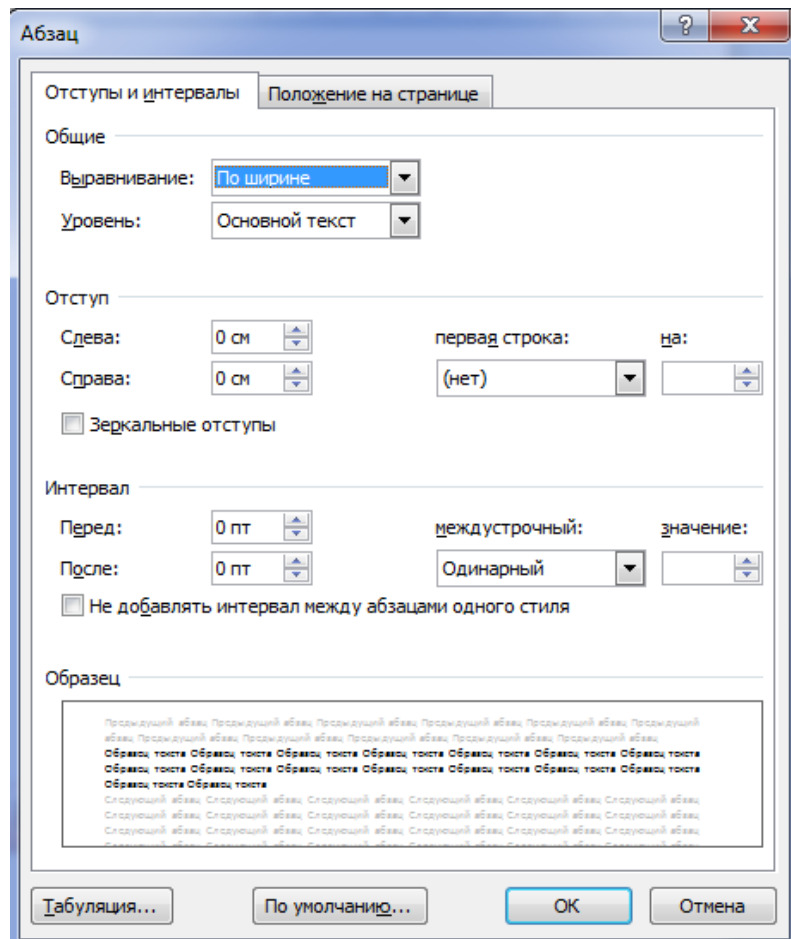 Абзац
Отступы и интервалы Положение на странице
Общие
Выравнивание: По ширине
Уровень: Основной текст
Отступ
Слева: 0 см первая строка: на:
Справа: 0 см (нет)
Зеркальные отступы
Интервал
Перед: 0 пт междустрочный: значение:
После: 0 пт Одинарный
Не добавлять интервал между абзацами одного стиля
Образец
Предыдущий абзац Предыдущий абзац Предыдущий абзац Предыдущий абзац Предыдущий абзац Предыдущий
абзац Предыдущий абзац Предыдущий абзац Предыдущий абзац Предыдущий абзац Предыдущий абзац
Образец текста Образец текста Образец текста Образец текста Образец текста Образец текста Образец текста
Образец текста Образец текста Образец текста Образец текста Образец текста Образец текста Образец текста
Образец текста Образец текста
Следующий абзац Следующий абзац Следующий абзац Следующий абзац Следующий абзац Следующий абзац
Следующий абзац Следующий абзац Следующий абзац Следующий абзац Следующий абзац Следующий абзац
Следующий абзац Следующий абзац Следующий абзац Следующий абзац Следующий абзац Следующий абзац
Табуляция... По умолчанию... ОК Отмена